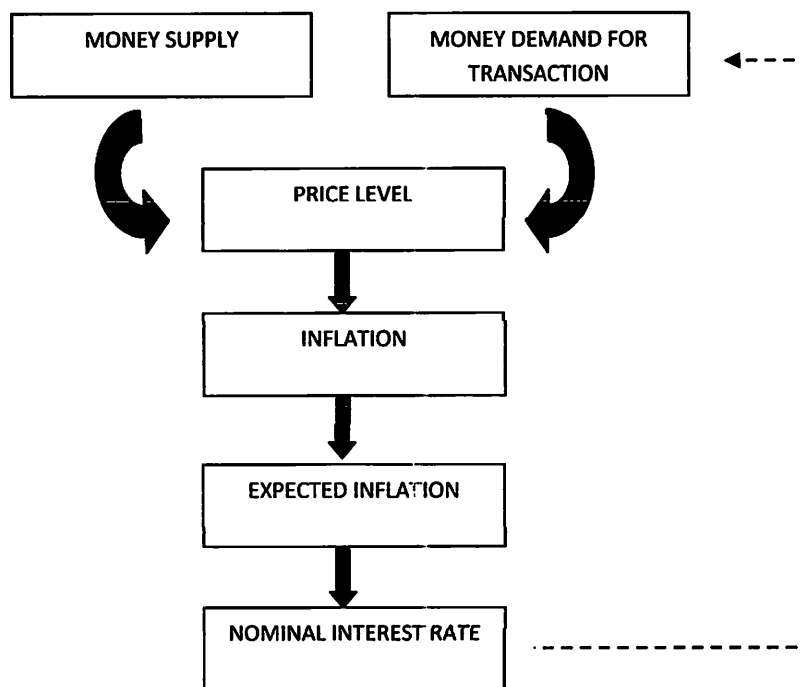 MONEY SUPPLY
MONEY DEMAND FOR
TRANSACTION
PRICE LEVEL
INFLATION
EXPECTED INFLATION
NOMINAL INTEREST RATE